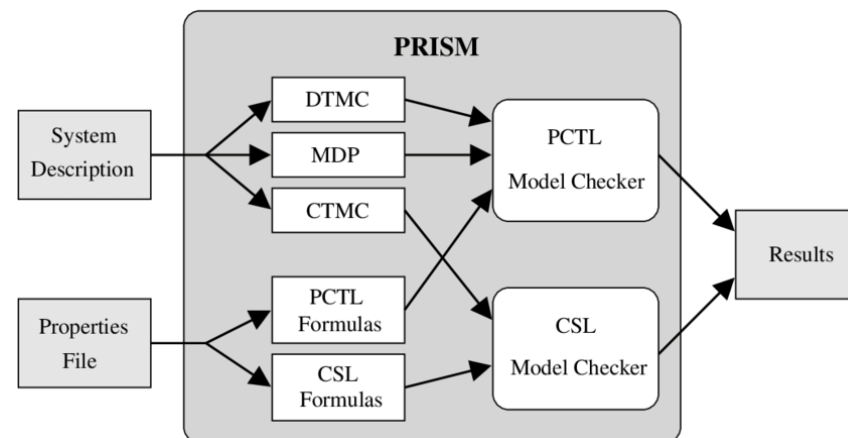 PRISM
System
Description
DTMC
MDP
CTMC
PCTL
Model Checker
Properties
File
PCTL
Formulas
CSL
Formulas
CSL
Model Checker
Results